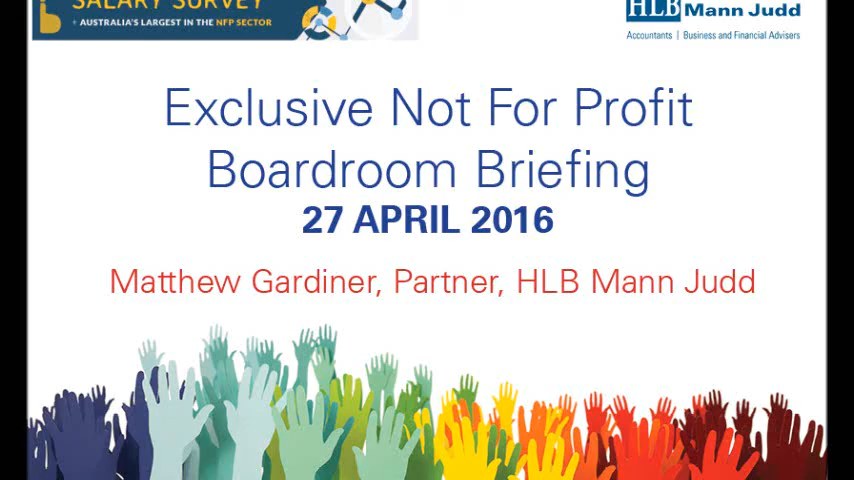 SALARY SURVEY
+ AUSTRALIA'S LARGEST IN THE NFP SECTOR
HLB Mann Judd
Accountants | Business and Financial Advisers
Exclusive Not For Profit
Boardroom Briefing
27 APRIL 2016
Matthew Gardiner, Partner, HLB Mann Judd